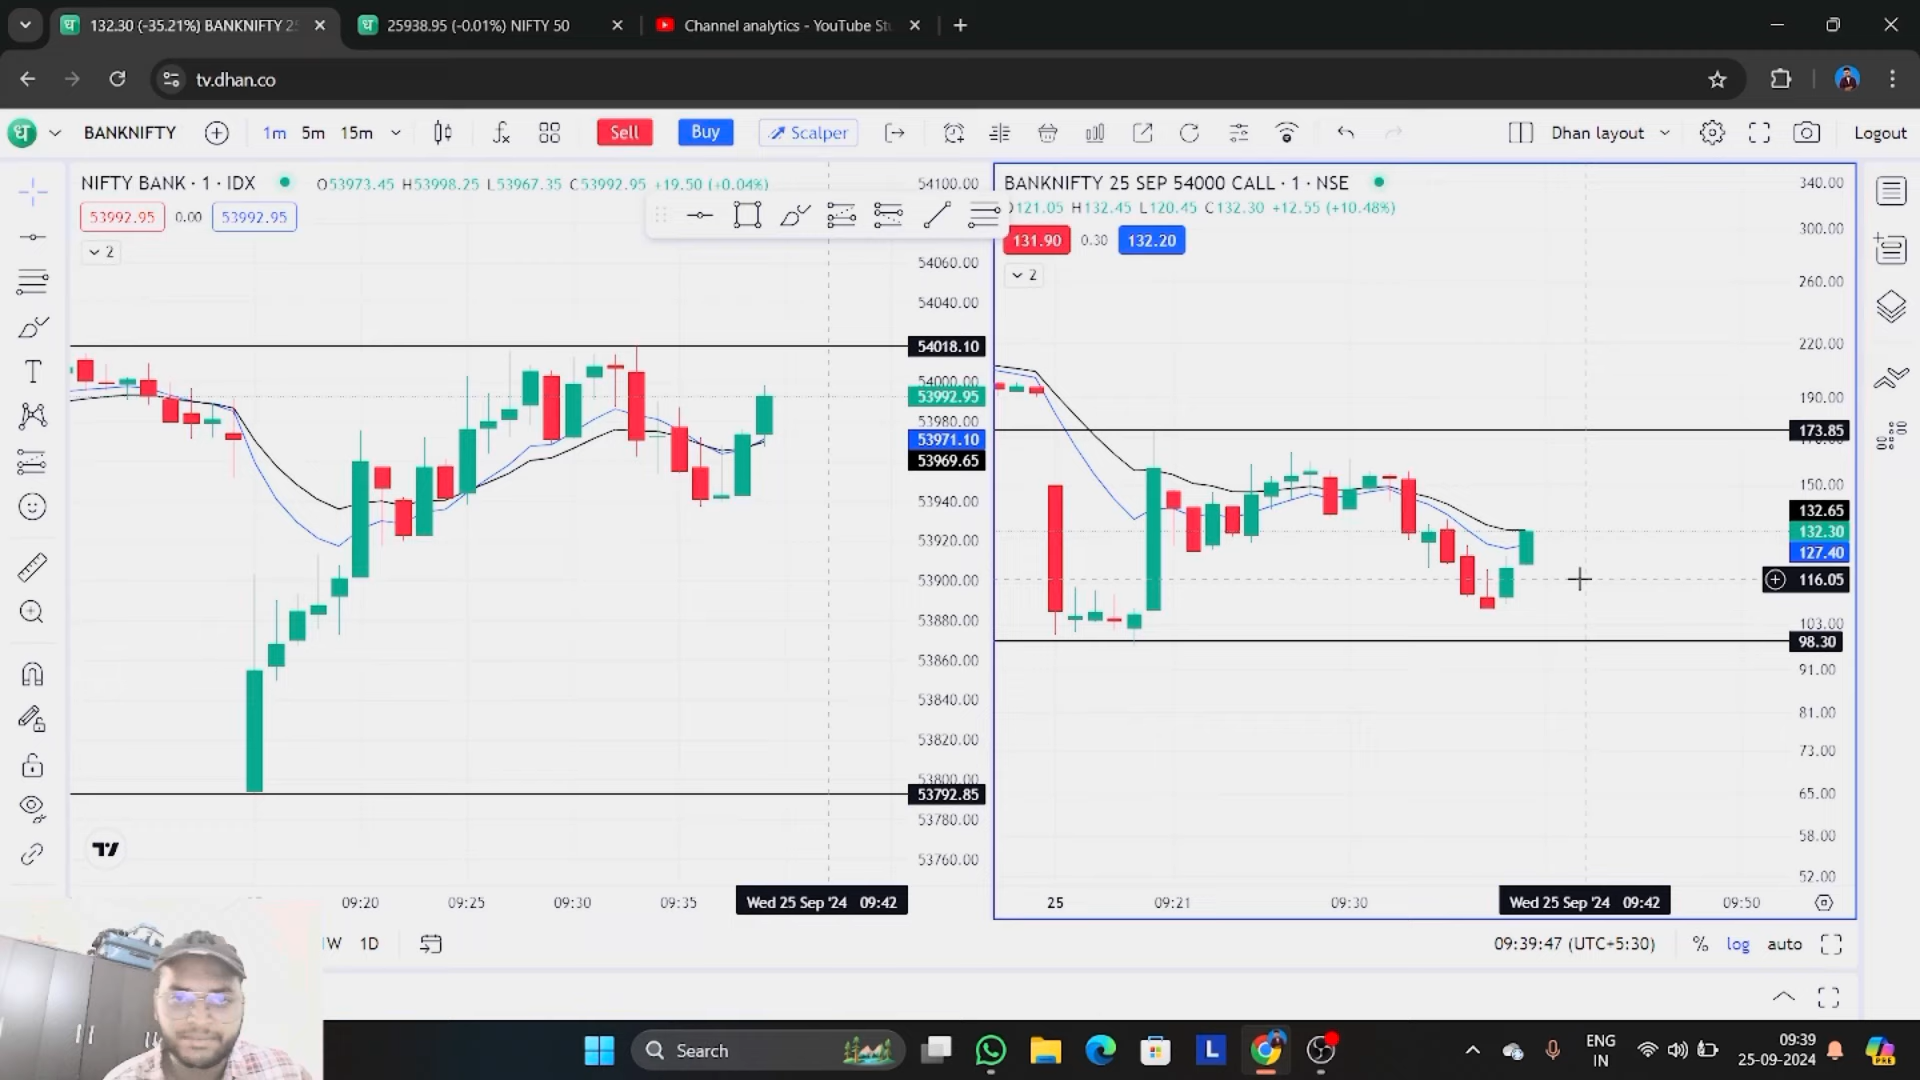 132.30 (-35.21%) BANKNIFTY 25
25938.95 (-0.01%) NIFTY 50
Channel analytics - YouTube Stu
tv.dhan.co
ध BANKNIFTY 1m 5m 15m Sell Buy Scalper Dhan layout Logout
NIFTY BANK · 1 · IDX O53973.45 H53998.25 L53967.35 C53992.95 +19.50 (+0.04%)
53992.95 0.00 53992.95
2
54100.00
54060.00
54040.00
54018.10
54000.00
53992.95
53980.00
53971.10
53969.65
53940.00
53920.00
53900.00
53880.00
53860.00
53840.00
53820.00
53800.00
53792.85
53780.00
53760.00
09:20 09:25 09:30 09:35 Wed 25 Sep '24 09:42
BANKNIFTY 25 SEP 54000 CALL · 1 · NSE
O121.05 H132.45 L120.45 C132.30 +12.55 (+10.48%)
131.90 0.30 132.20
2
340.00
300.00
260.00
220.00
190.00
173.85
150.00
132.65
132.30
127.40
116.05
103.00
98.30
91.00
81.00
73.00
65.00
58.00
52.00
25 09:21 09:30 Wed 25 Sep '24 09:42 09:50
1W 1D
09:39:47 (UTC+5:30) % log auto
Search
L
ENG
IN
09:39
25-09-2024
PRE